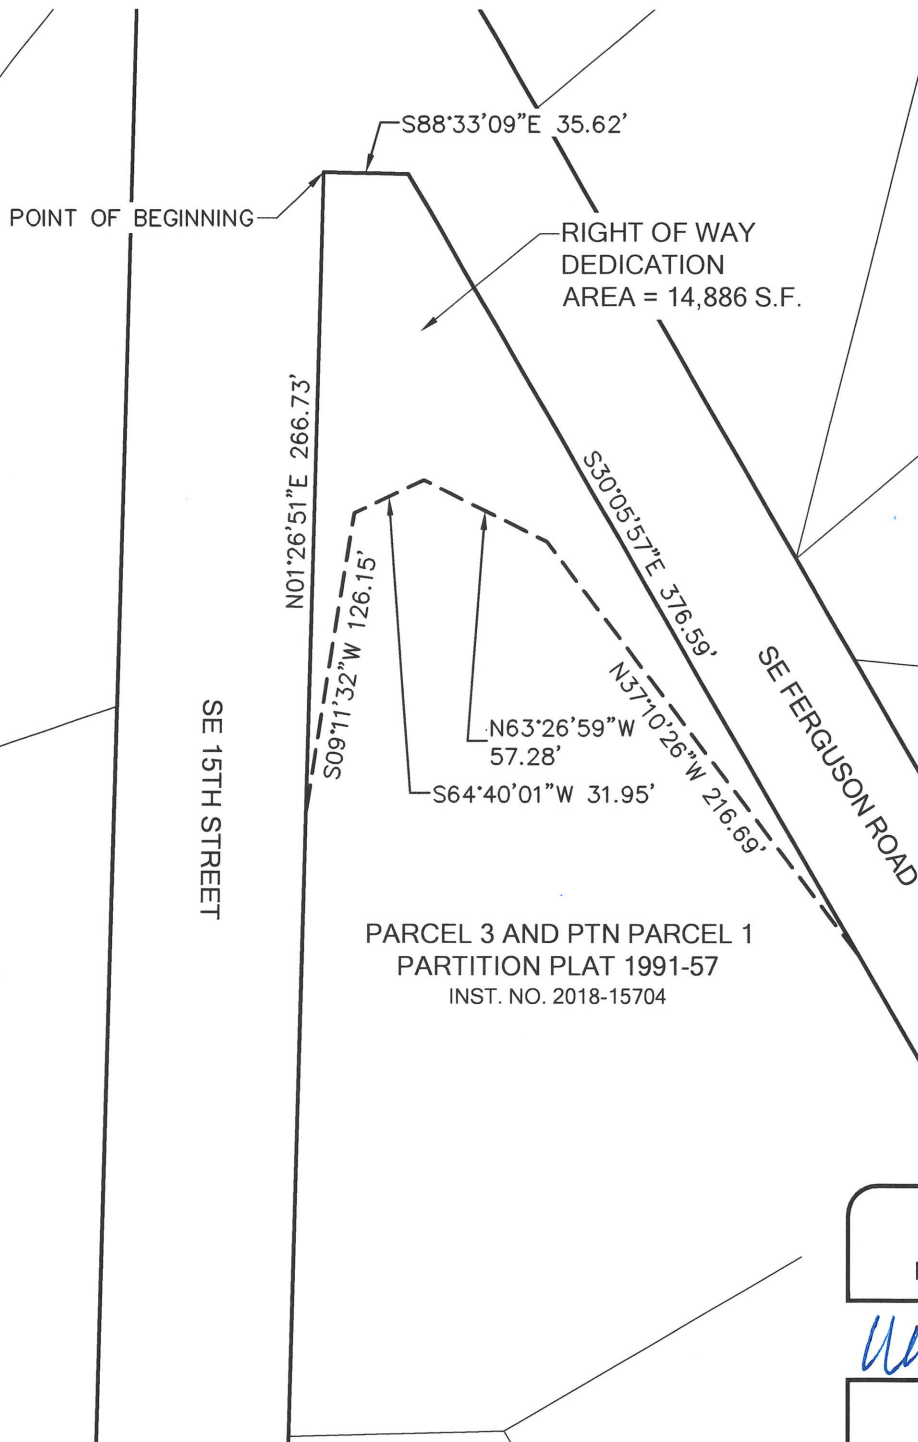 S88°33'09"E 35.62'
POINT OF BEGINNING
RIGHT OF WAY
DEDICATION
AREA = 14,886 S.F.
N01°26'51"E 266.73'
S30°05'57"E 376.59'
S09°11'32"W 126.15'
N63°26'59"W
57.28'
S64°40'01"W 31.95'
N37°10'26"W 216.69'
SE FERGUSON ROAD
SE 15TH STREET
PARCEL 3 AND PTN PARCEL 1
PARTITION PLAT 1991-57
INST. NO. 2018-15704